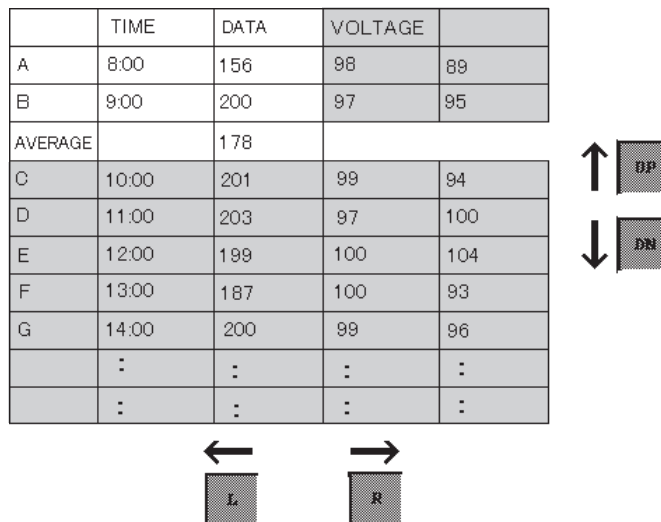 TIME DATA VOLTAGE
A 8:00 156 98 89
B 9:00 200 97 95
AVERAGE 178
C 10:00 201 99 94
D 11:00 203 97 100
E 12:00 199 100 104
F 13:00 187 100 93
G 14:00 200 99 96
: : : :
: : : :
UP
DN
L R